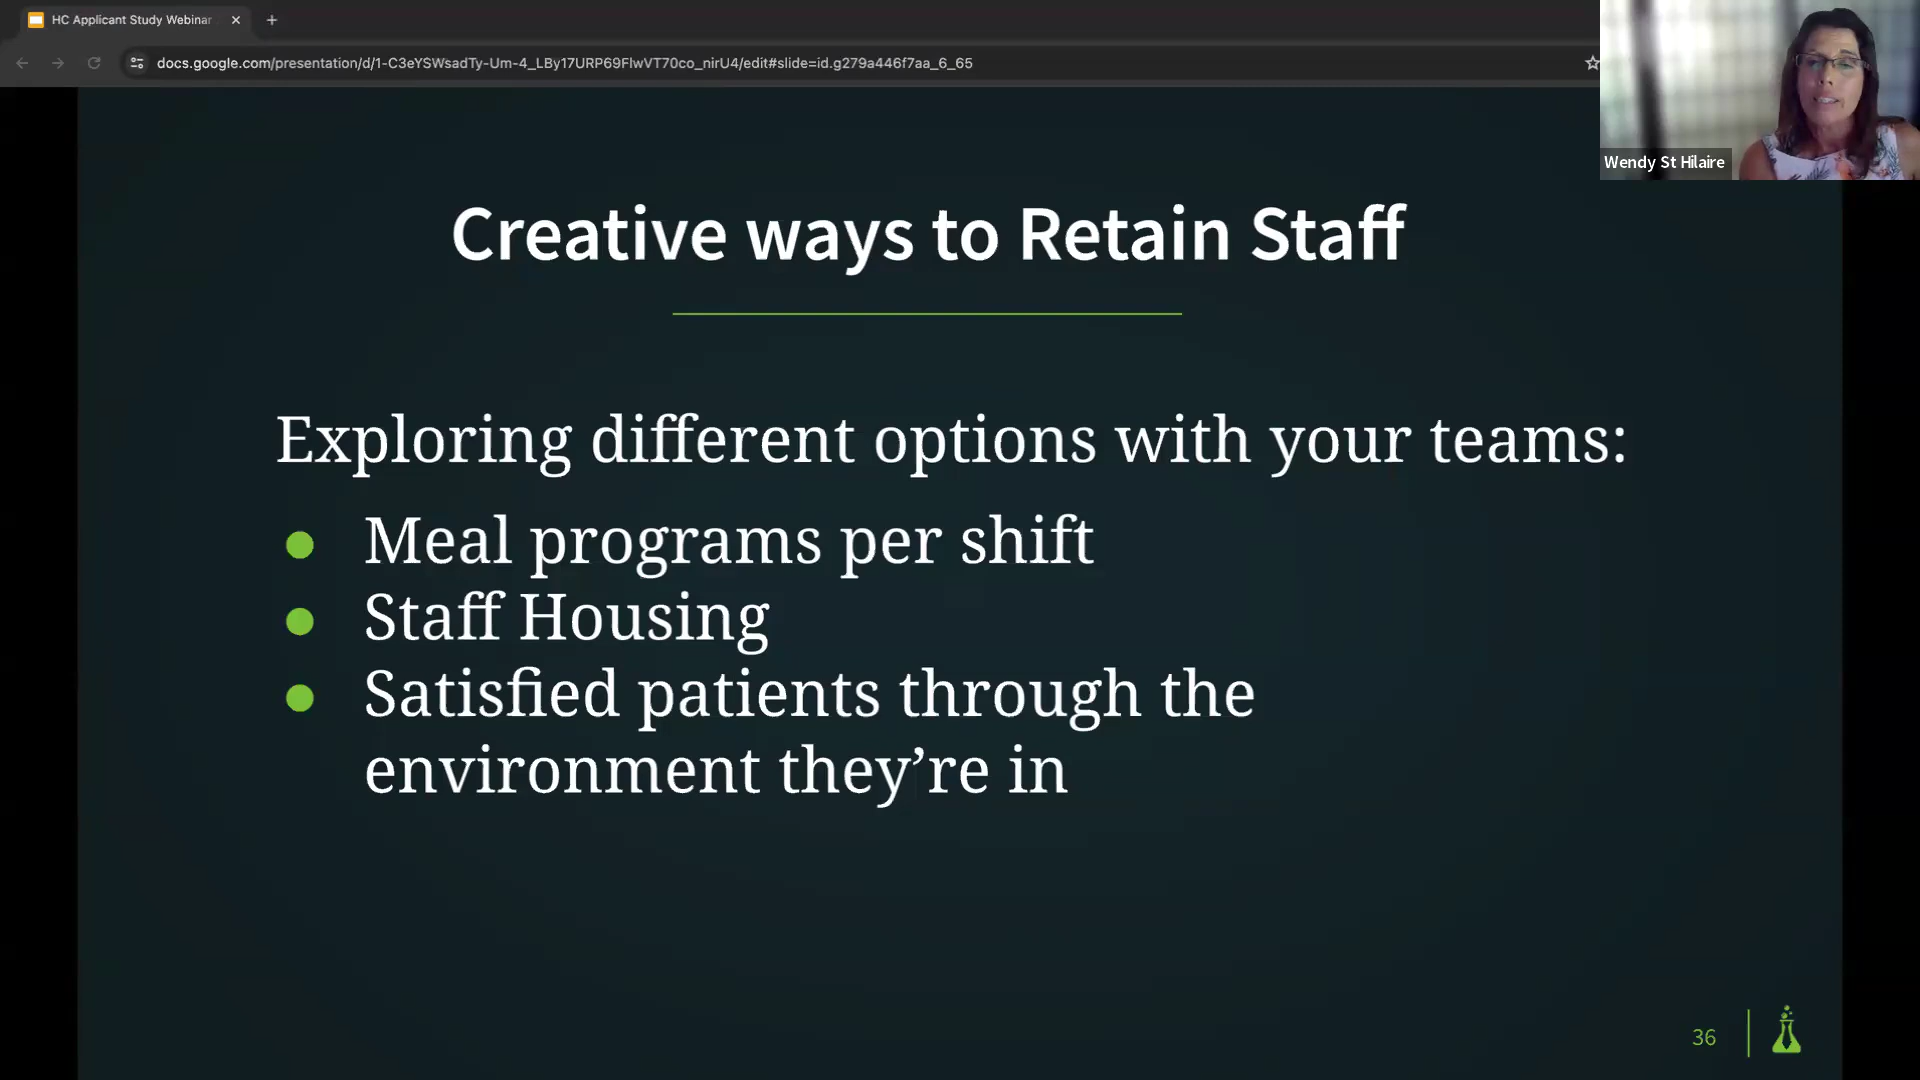 HC Applicant Study Webinar
docs.google.com/presentation/d/1-C3eYSWsadTy-Um-4_LBy17URP69FlwVT70co_nirU4/edit#slide=id.g279a446f7aa_6_65
Wendy St Hilaire
Creative ways to Retain Staff
Exploring different options with your teams:
Meal programs per shift
Staff Housing
Satisfied patients through the
environment they’re in
36